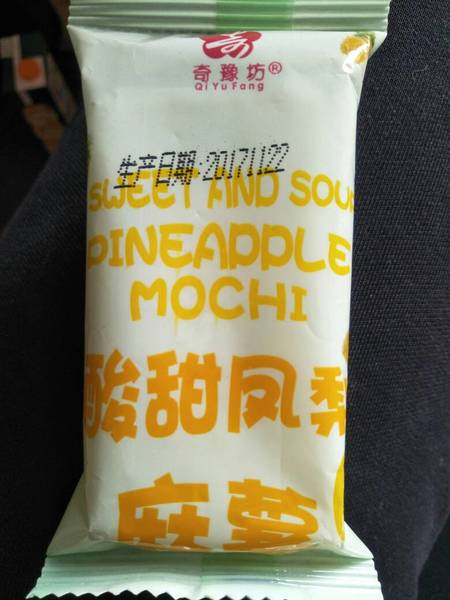 奇豫坊®
QiYuFang
生产日期:20171122
SWEET AND SOUR
PINEAPPLE
MOCHI
酸甜凤梨
麻薯